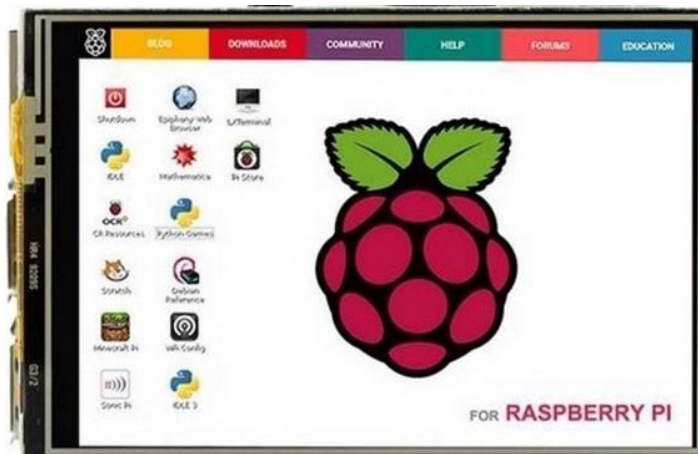 BLOG DOWNLOADS COMMUNITY HELP FORUMS EDUCATION
Shutdown
Epiphany Web
Browser
LXTerminal
IDLE
Mathematica
Pi Store
OCR
OCR Resources
Python Games
Scratch
Debian
Reference
Minecraft Pi
Wifi Config
Sonic Pi
IDLE 3
FOR RASPBERRY PI